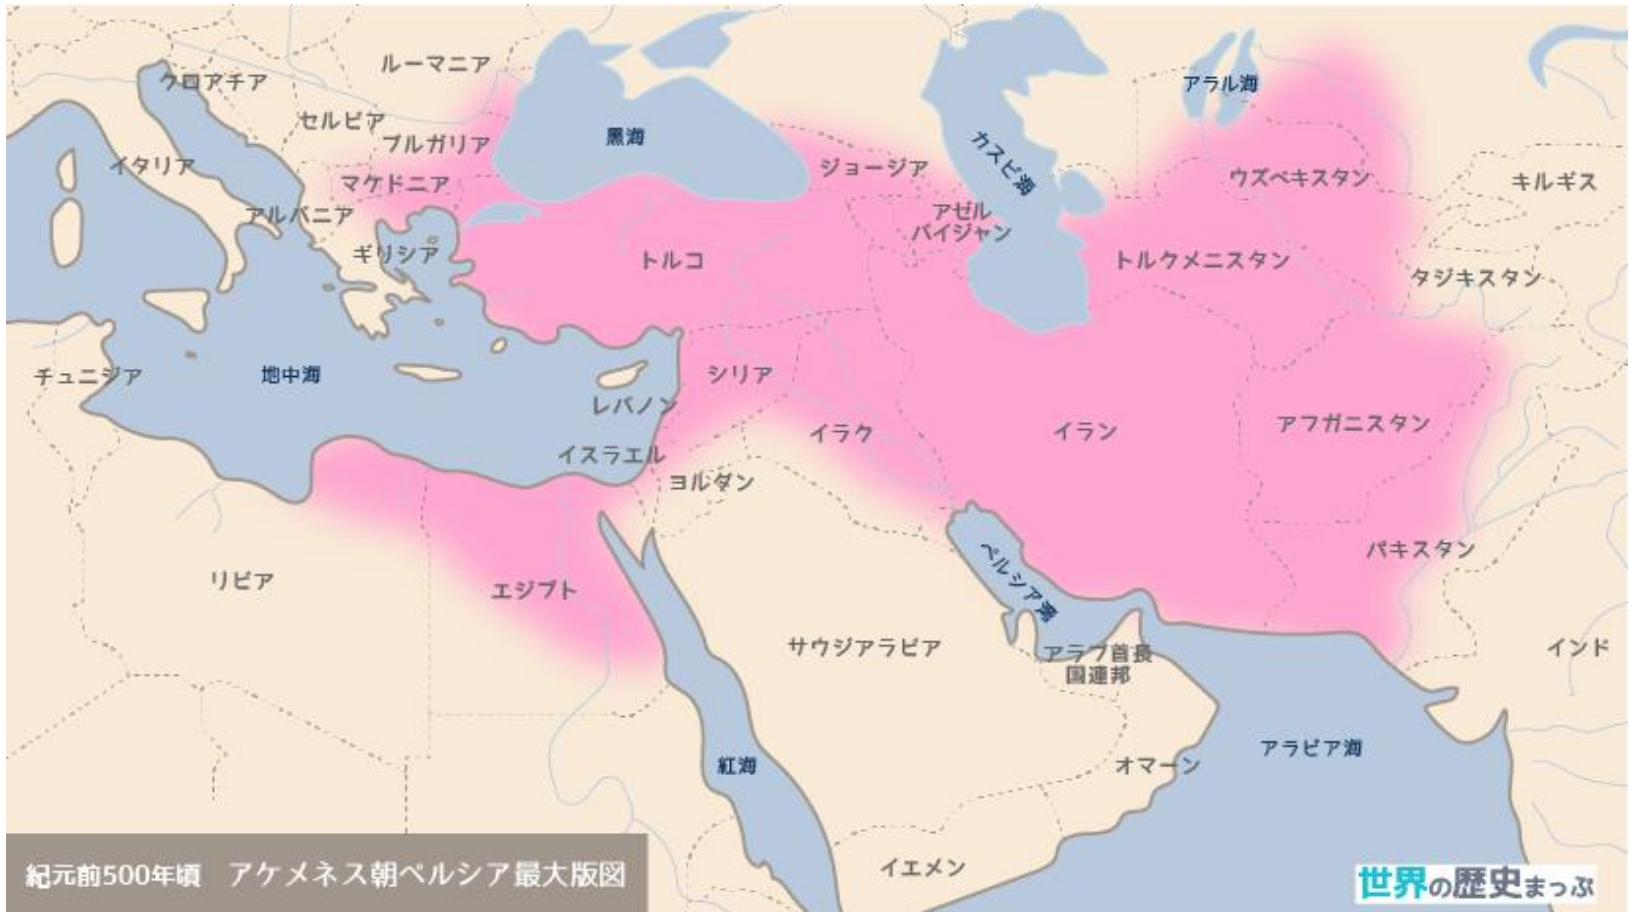 ルーマニア
クロアチア
アラル海
セルビア
ブルガリア
黒海
カスピ海
イタリア
ジョージア
ウズベキスタン
キルギス
マケドニア
アルバニア
アゼル
バイジャン
ギリシア
トルコ
トルクメニスタン
タジキスタン
チュニジア
地中海
シリア
レバノン
イラク
イラン
アフガニスタン
イスラエル
ヨルダン
パキスタン
リビア
エジプト
ペルシア湾
サウジアラビア
アラブ首長
国連邦
インド
紅海
オマーン
アラビア海
イエメン
紀元前500年頃 アケメネス朝ペルシア最大版図
世界の歴史まっぷ